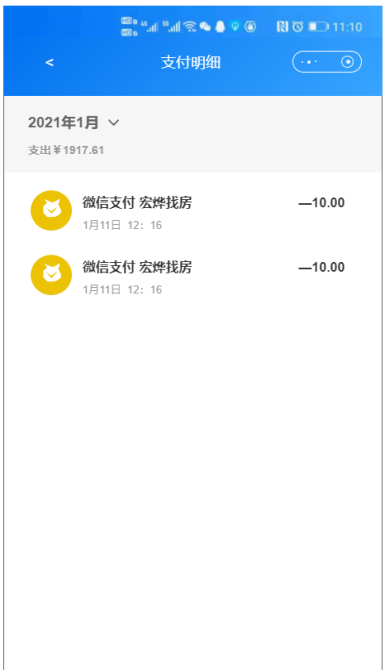 11:10
<
支付明细
2021年1月
支出￥1917.61
微信支付 宏烨找房
—10.00
1月11日 12：16
微信支付 宏烨找房
—10.00
1月11日 12：16